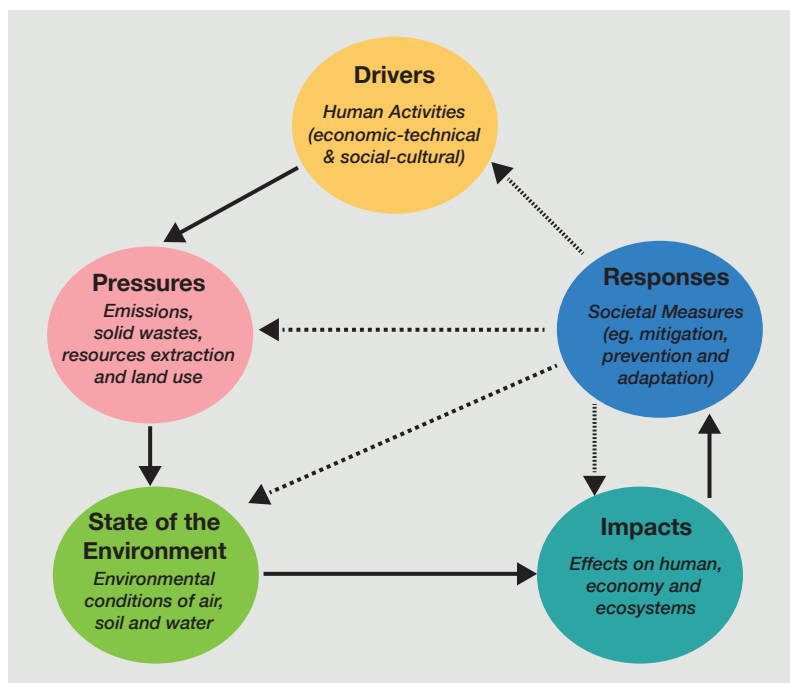 Drivers
Human Activities
(economic-technical
& social-cultural)
Pressures
Emissions,
solid wastes,
resources extraction
and land use
Responses
Societal Measures
(eg. mitigation,
prevention and
adaptation)
State of the
Environment
Environmental
conditions of air,
soil and water
Impacts
Effects on human,
economy and
ecosystems